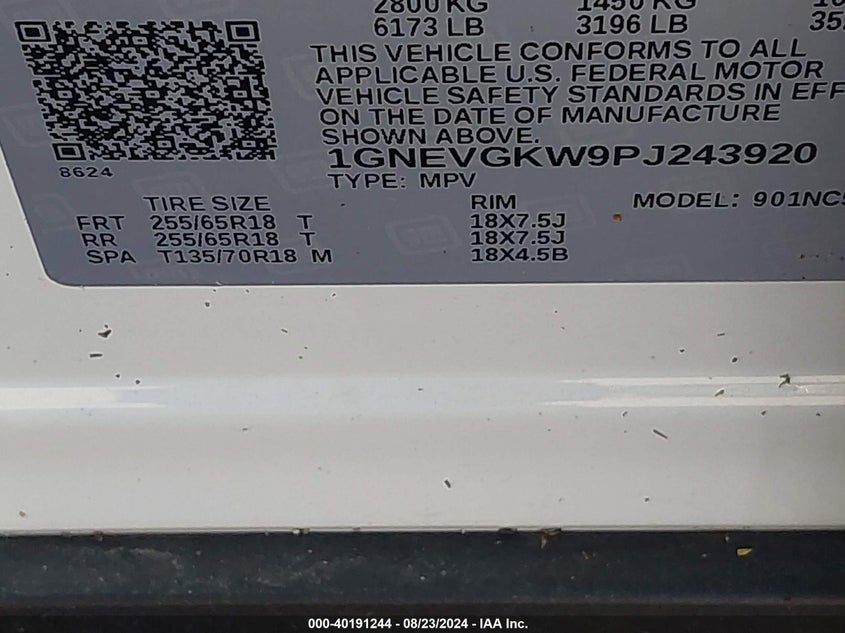 2800 KG 1450 KG
6173 LB 3196 LB
THIS VEHICLE CONFORMS TO ALL
APPLICABLE U.S. FEDERAL MOTOR
VEHICLE SAFETY STANDARDS IN EFF
ON THE DATE OF MANUFACTURE
SHOWN ABOVE.
1GNEVGKW9PJ243920
8624
TYPE: MPV
TIRE SIZE RIM MODEL: 901NC
FRT 255/65R18 T 18X7.5J
RR 255/65R18 T 18X7.5J
SPA T135/70R18 M 18X4.5B
000-40191244 - 08/23/2024 - IAA Inc.